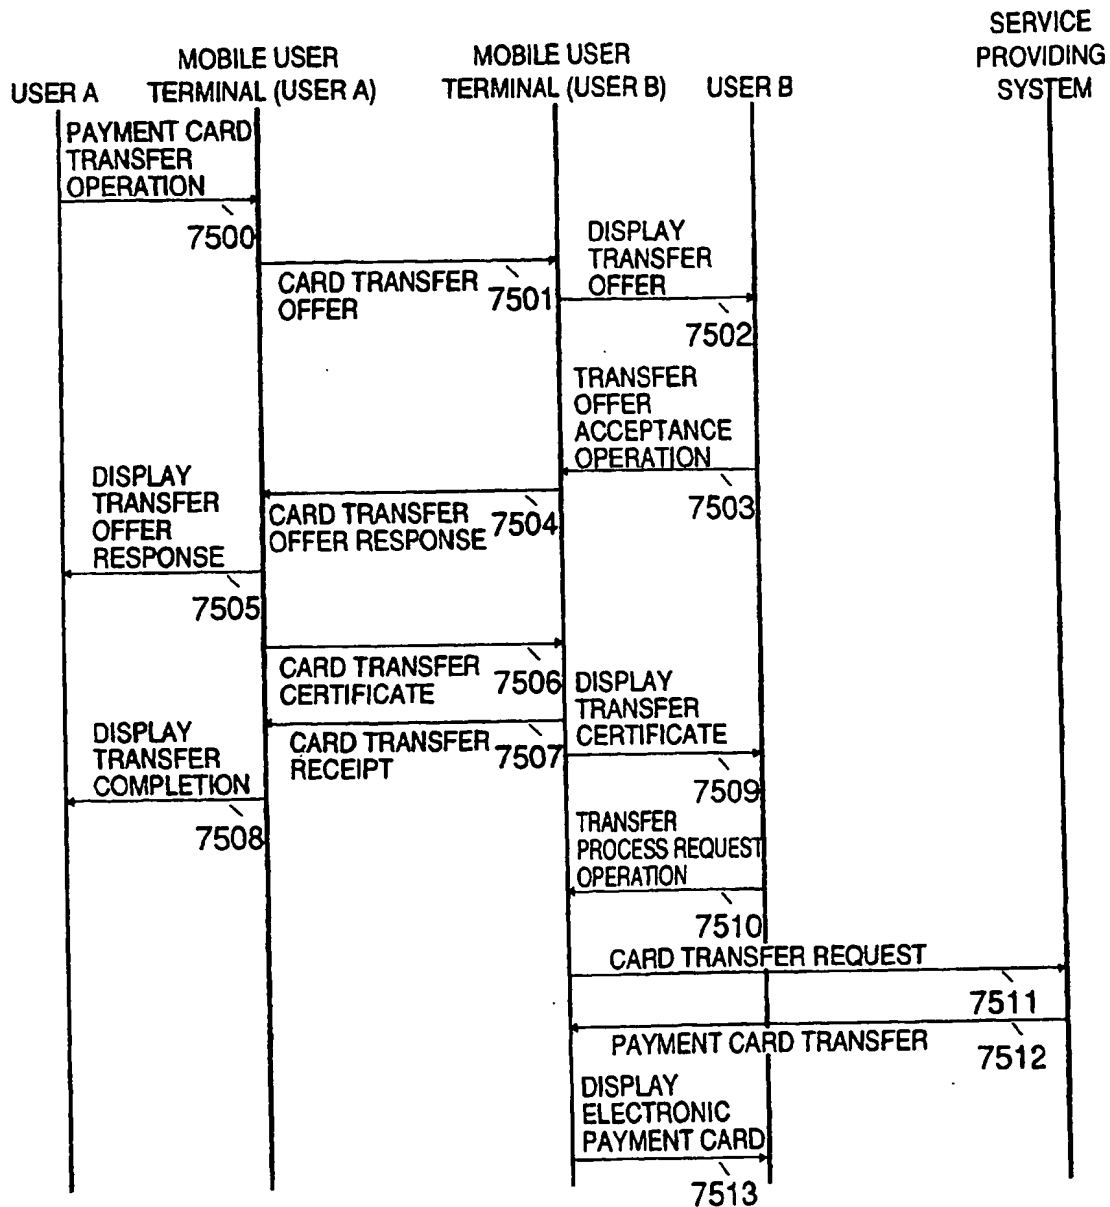 SERVICE
PROVIDING
SYSTEM
MOBILE USER
TERMINAL (USER A)
MOBILE USER
TERMINAL (USER B)
USER A
USER B
PAYMENT CARD
TRANSFER
OPERATION
7500
CARD TRANSFER
OFFER
7501
DISPLAY
TRANSFER
OFFER
7502
TRANSFER
OFFER
ACCEPTANCE
OPERATION
7503
CARD TRANSFER
OFFER RESPONSE
7504
DISPLAY
TRANSFER
OFFER
RESPONSE
7505
CARD TRANSFER
CERTIFICATE
7506
CARD TRANSFER
RECEIPT
7507
DISPLAY
TRANSFER
COMPLETION
7508
DISPLAY
TRANSFER
CERTIFICATE
7509
TRANSFER
PROCESS REQUEST
OPERATION
7510
CARD TRANSFER REQUEST
7511
PAYMENT CARD TRANSFER
7512
DISPLAY
ELECTRONIC
PAYMENT CARD
7513